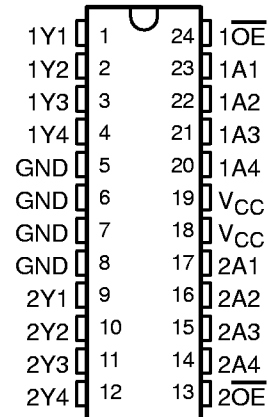 1Y1 1 24 1O̅E̅
1Y2 2 23 1A1
1Y3 3 22 1A2
1Y4 4 21 1A3
GND 5 20 1A4
GND 6 19 VCC
GND 7 18 VCC
GND 8 17 2A1
2Y1 9 16 2A2
2Y2 10 15 2A3
2Y3 11 14 2A4
2Y4 12 13 2O̅E̅